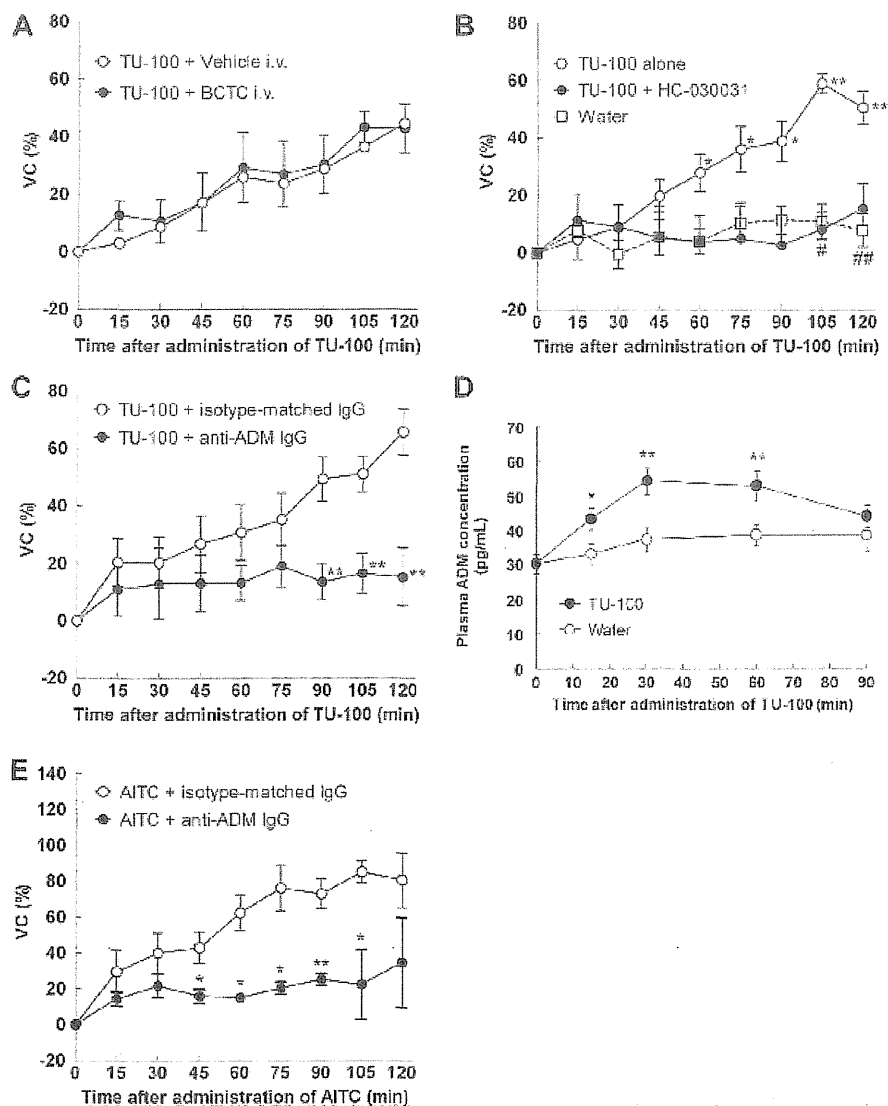 A
80
60
40
20
0
-20
VC (%)
TU-100 + Vehicle i.v.
TU-100 + BCTC i.v.
0 15 30 45 60 75 90 105 120
Time after administration of TU-100 (min)
B
80
60
40
20
0
-20
VC (%)
TU-100 alone
TU-100 + HC-030031
Water
* * * ** **
# ##
0 15 30 45 60 75 90 105 120
Time after administration of TU-100 (min)
C
80
60
40
20
0
-20
VC (%)
TU-100 + isotype-matched IgG
TU-100 + anti-ADM IgG
** ** **
0 15 30 45 60 75 90 105 120
Time after administration of TU-100 (min)
D
70
60
50
40
30
20
10
0
Plasma ADM concentration
(pg/mL)
* ** **
TU-100
Water
0 10 20 30 40 50 60 70 80 90
Time after administration of TU-100 (min)
E
140
120
100
80
60
40
20
0
-20
VC (%)
AITC + isotype-matched IgG
AITC + anti-ADM IgG
* * * ** *
0 15 30 45 60 75 90 105 120
Time after administration of AITC (min)